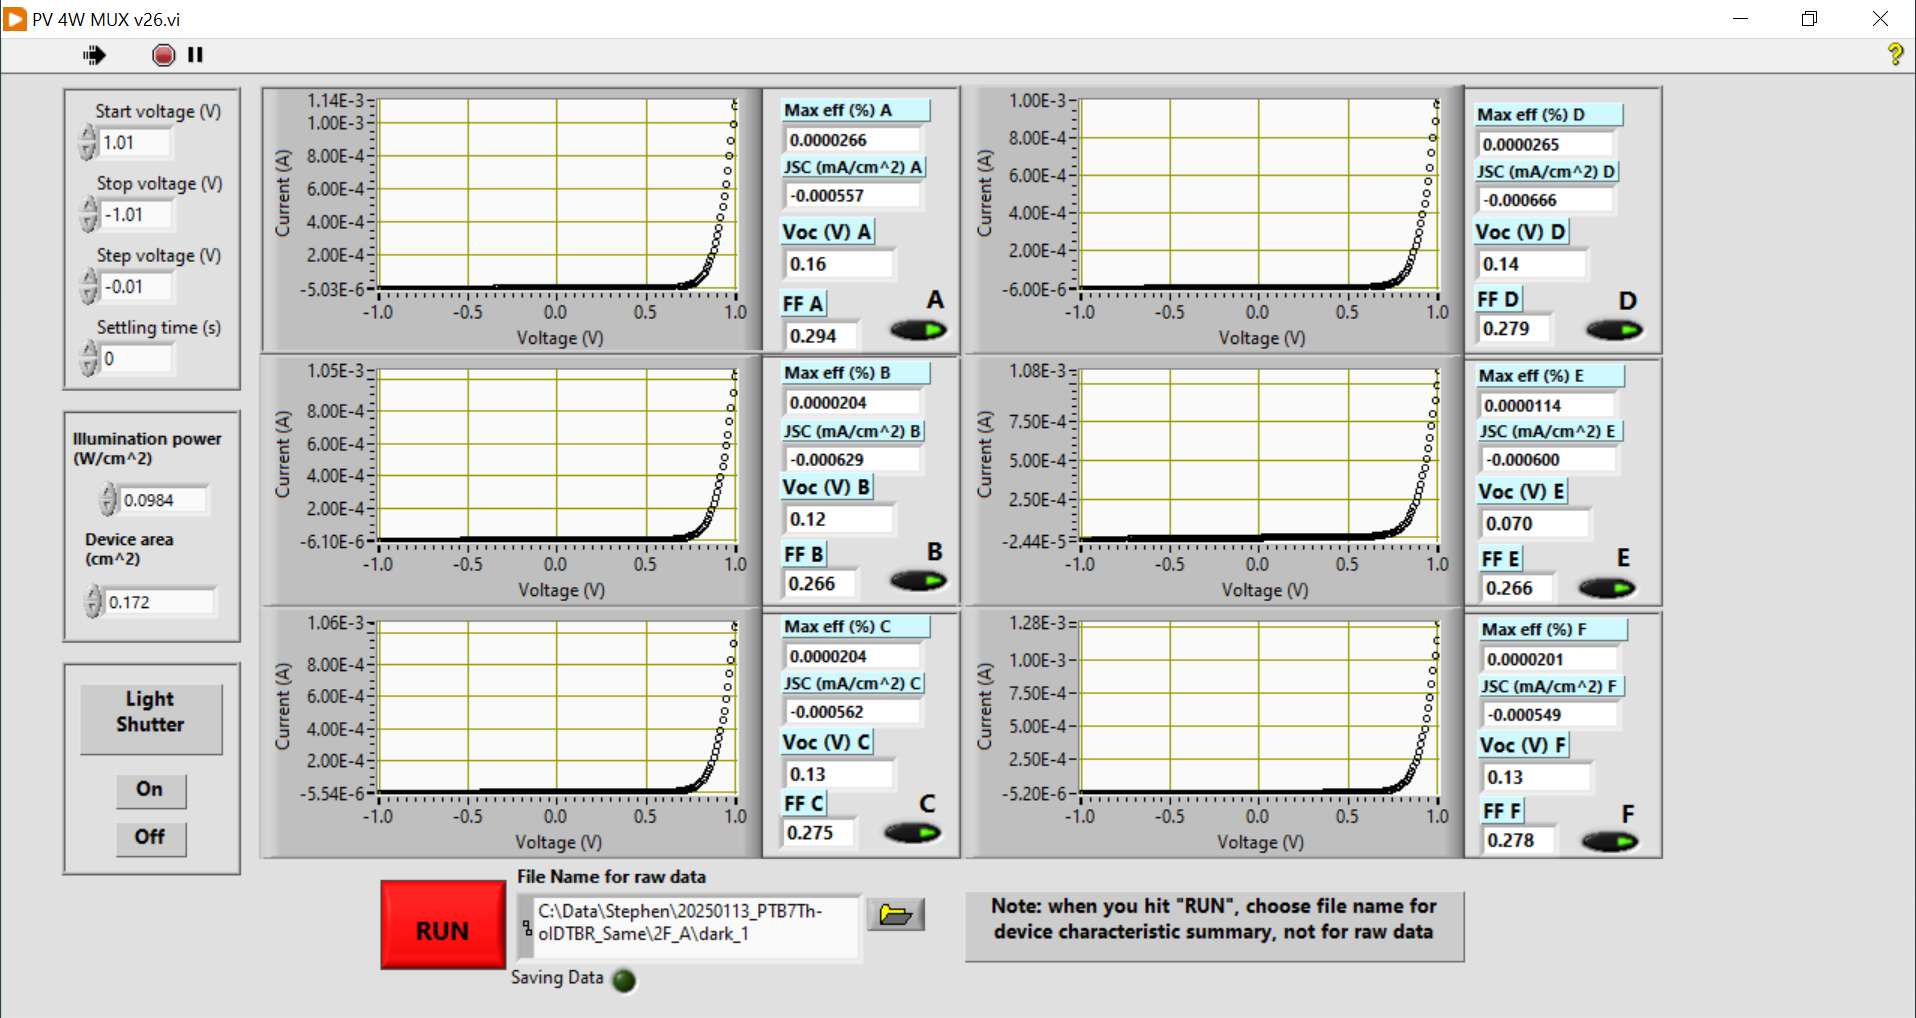 PV 4W MUX v26.vi
Start voltage (V)
1.01
Stop voltage (V)
-1.01
Step voltage (V)
-0.01
Settling time (s)
0
Illumination power
(W/cm^2)
0.0984
Device area
(cm^2)
0.172
Light
Shutter
On
Off
1.14E-3
1.00E-3
8.00E-4
6.00E-4
4.00E-4
2.00E-4
-5.03E-6
Current (A)
-1.0 -0.5 0.0 0.5 1.0
Voltage (V)
Max eff (%) A
0.0000266
JSC (mA/cm^2) A
-0.000557
Voc (V) A
0.16
FF A
0.294
A
1.00E-3
8.00E-4
6.00E-4
4.00E-4
2.00E-4
-6.00E-6
Current (A)
-1.0 -0.5 0.0 0.5 1.0
Voltage (V)
Max eff (%) D
0.0000265
JSC (mA/cm^2) D
-0.000666
Voc (V) D
0.14
FF D
0.279
D
1.05E-3
8.00E-4
6.00E-4
4.00E-4
2.00E-4
-6.10E-6
Current (A)
-1.0 -0.5 0.0 0.5 1.0
Voltage (V)
Max eff (%) B
0.0000204
JSC (mA/cm^2) B
-0.000629
Voc (V) B
0.12
FF B
0.266
B
1.08E-3
7.50E-4
5.00E-4
2.50E-4
-2.44E-5
Current (A)
-1.0 -0.5 0.0 0.5 1.0
Voltage (V)
Max eff (%) E
0.0000114
JSC (mA/cm^2) E
-0.000600
Voc (V) E
0.070
FF E
0.266
E
1.06E-3
8.00E-4
6.00E-4
4.00E-4
2.00E-4
-5.54E-6
Current (A)
-1.0 -0.5 0.0 0.5 1.0
Voltage (V)
Max eff (%) C
0.0000204
JSC (mA/cm^2) C
-0.000562
Voc (V) C
0.13
FF C
0.275
C
1.28E-3
1.00E-3
7.50E-4
5.00E-4
2.50E-4
-5.20E-6
Current (A)
-1.0 -0.5 0.0 0.5 1.0
Voltage (V)
Max eff (%) F
0.0000201
JSC (mA/cm^2) F
-0.000549
Voc (V) F
0.13
FF F
0.278
F
RUN
File Name for raw data
C:\Data\Stephen\20250113_PTB7Th-
oIDTBR_Same\2F_A\dark_1
Saving Data
Note: when you hit "RUN", choose file name for
device characteristic summary, not for raw data